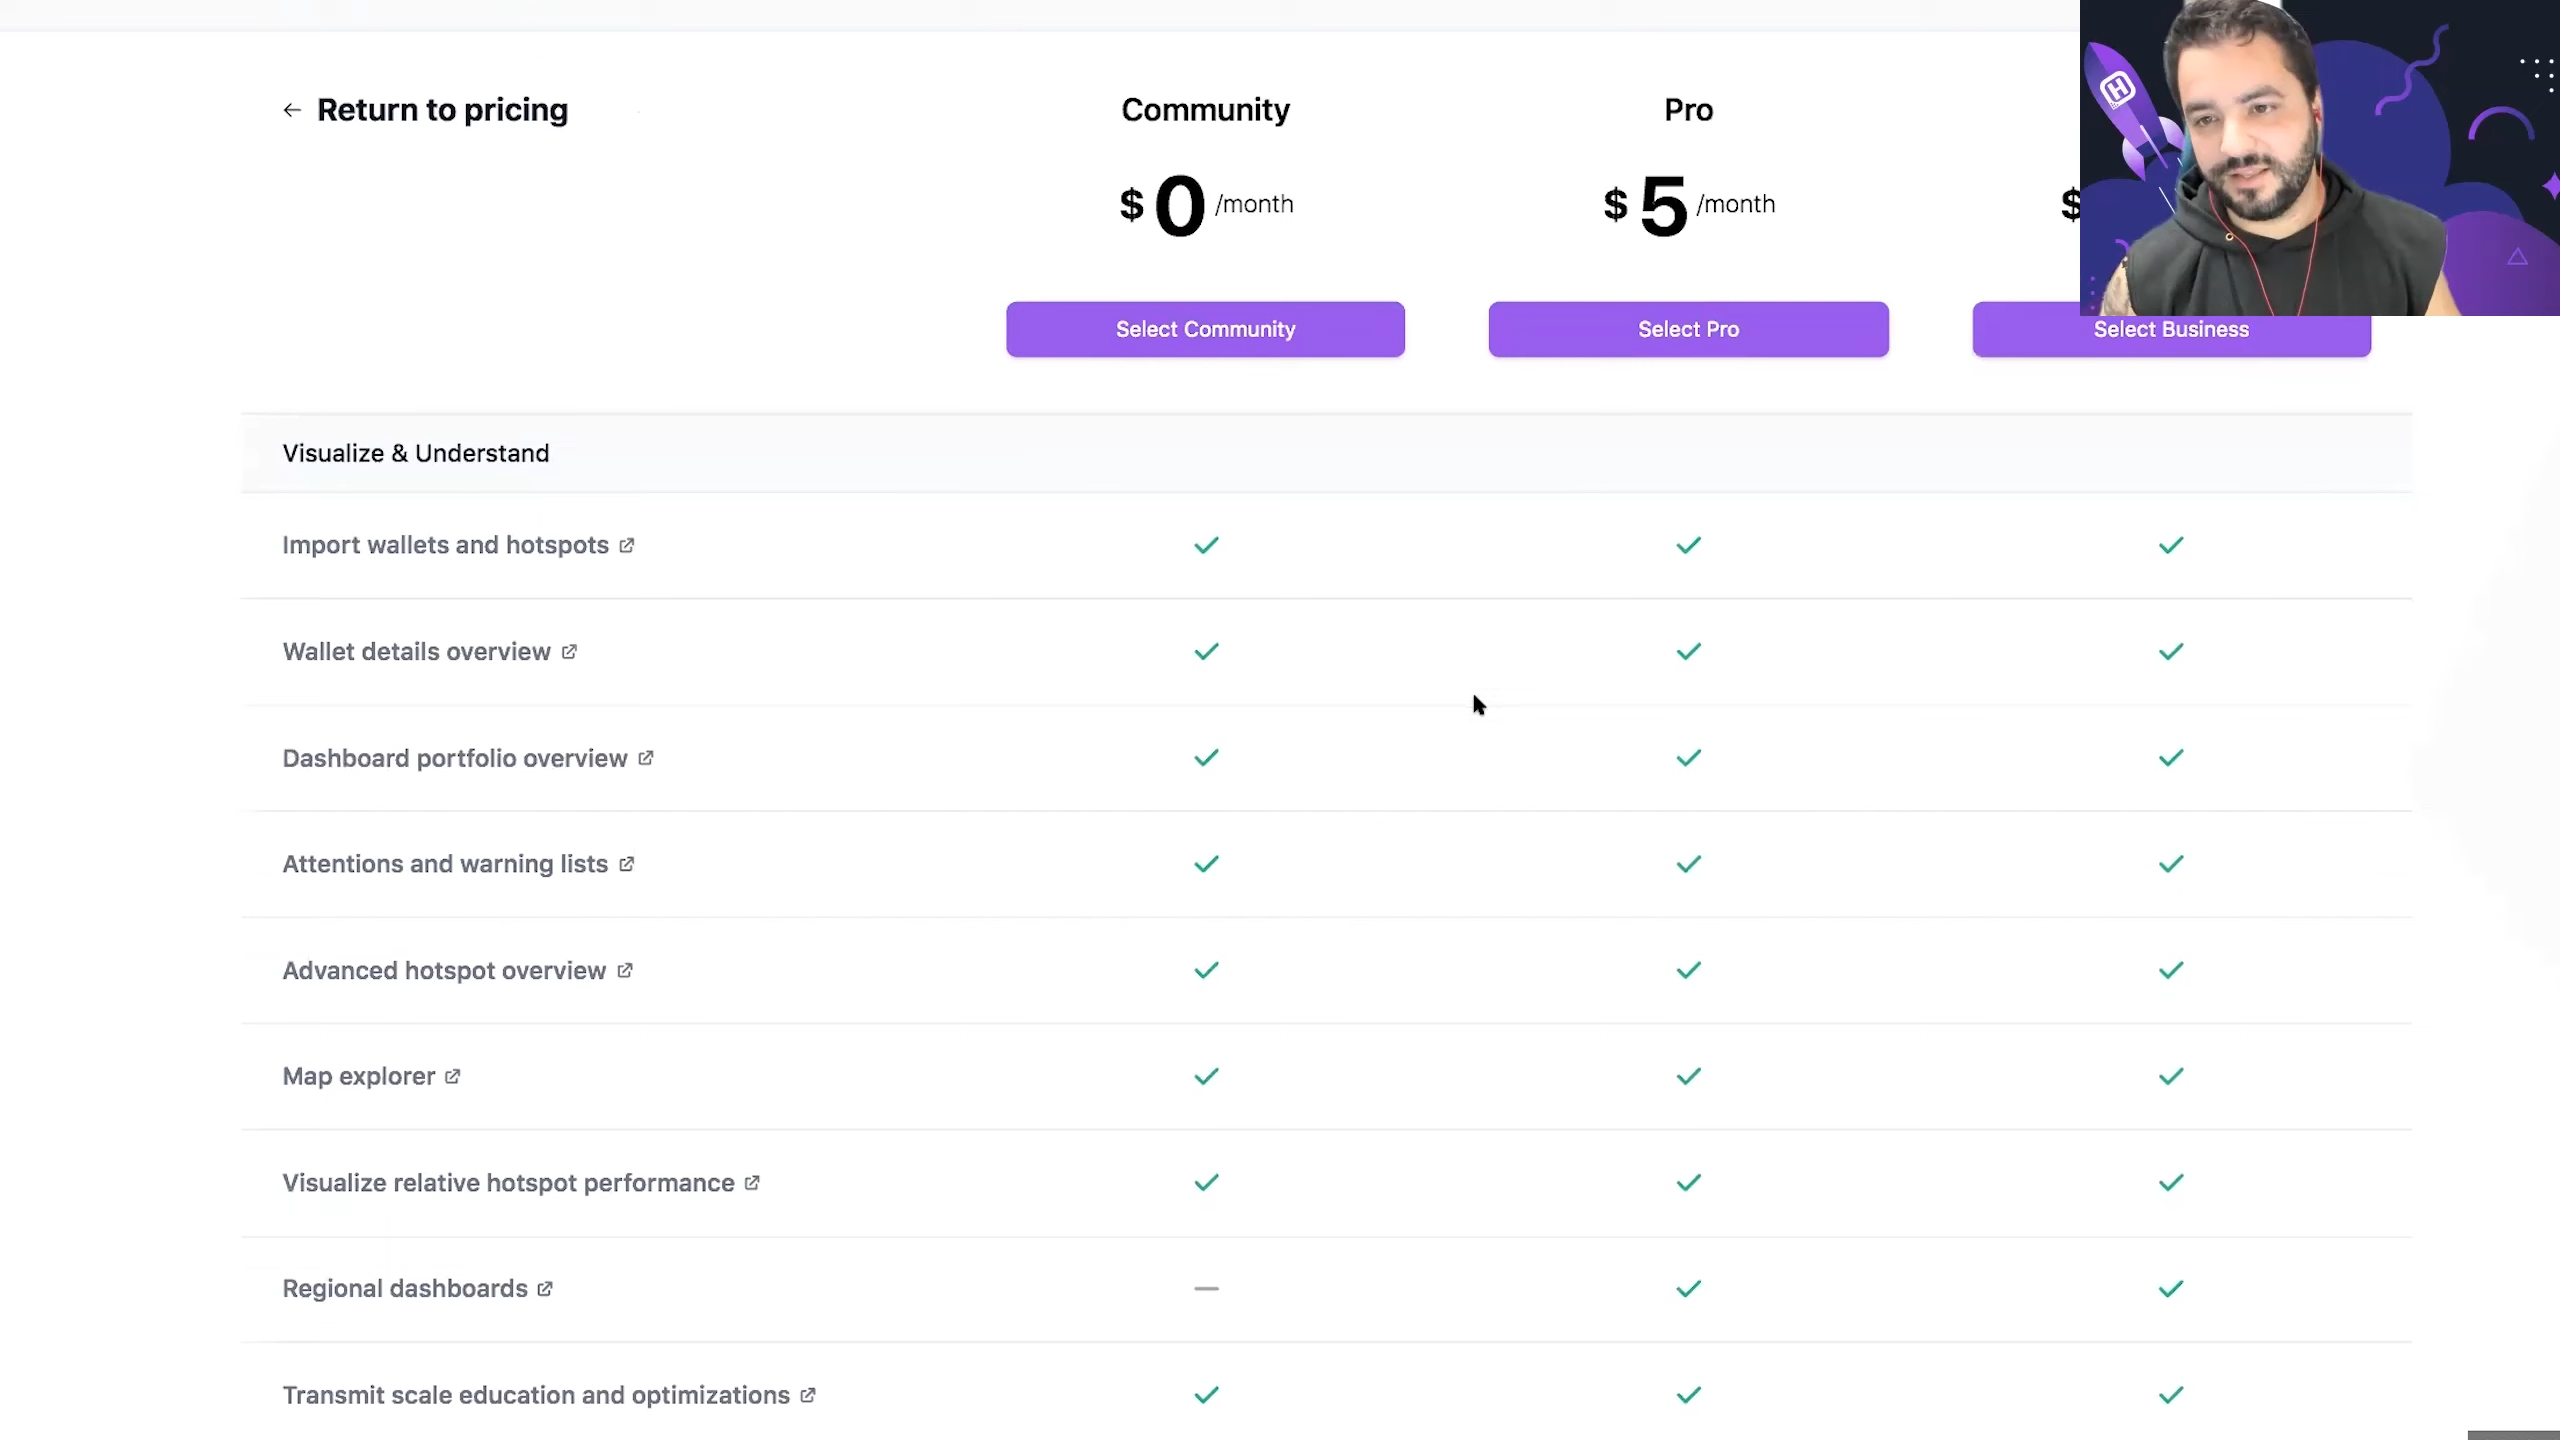 ← Return to pricing
Community
Pro
$ 0 /month
$ 5 /month
$
Select Community
Select Pro
Select Business
Visualize & Understand
Import wallets and hotspots
Wallet details overview
Dashboard portfolio overview
Attentions and warning lists
Advanced hotspot overview
Map explorer
Visualize relative hotspot performance
Regional dashboards
Transmit scale education and optimizations
H